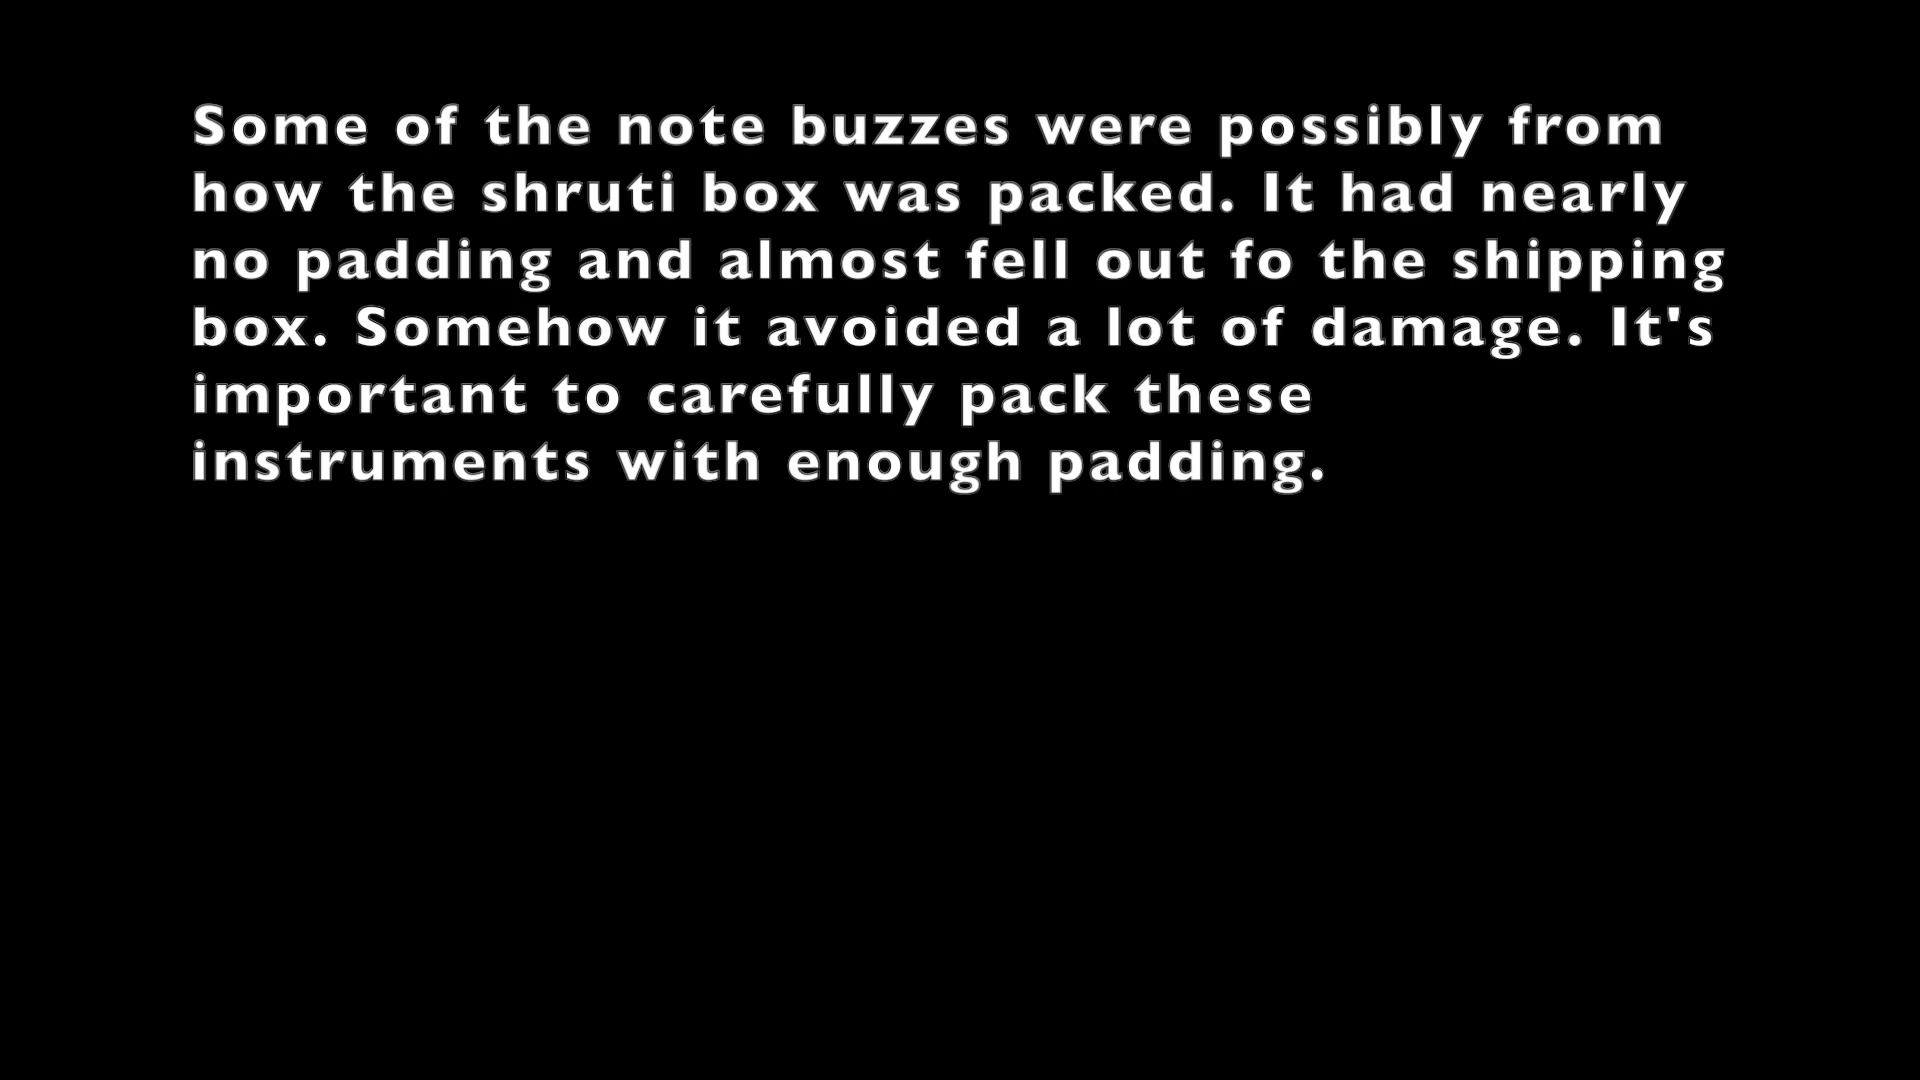 Some of the note buzzes were possibly from
how the shruti box was packed. It had nearly
no padding and almost fell out fo the shipping
box. Somehow it avoided a lot of damage. It's
important to carefully pack these
instruments with enough padding.